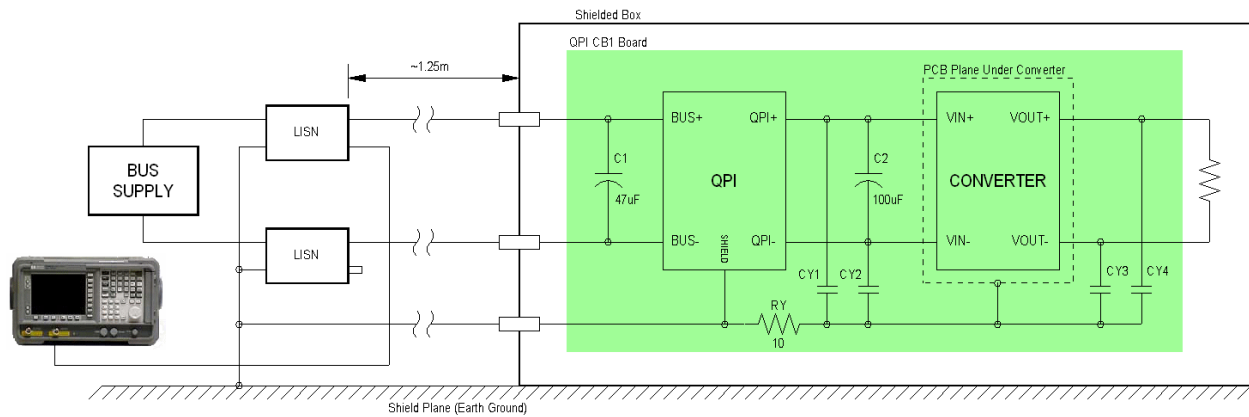 Shielded Box
QPI CB1 Board
~1.25m
PCB Plane Under Converter
LISN
BUS+
QPI+
VIN+
VOUT+
C1
C2
BUS
SUPPLY
QPI
CONVERTER
47uF
100uF
LISN
BUS-
SHIELD
QPI-
VIN-
VOUT-
CY1
CY2
CY3
CY4
RY
10
Shield Plane (Earth Ground)